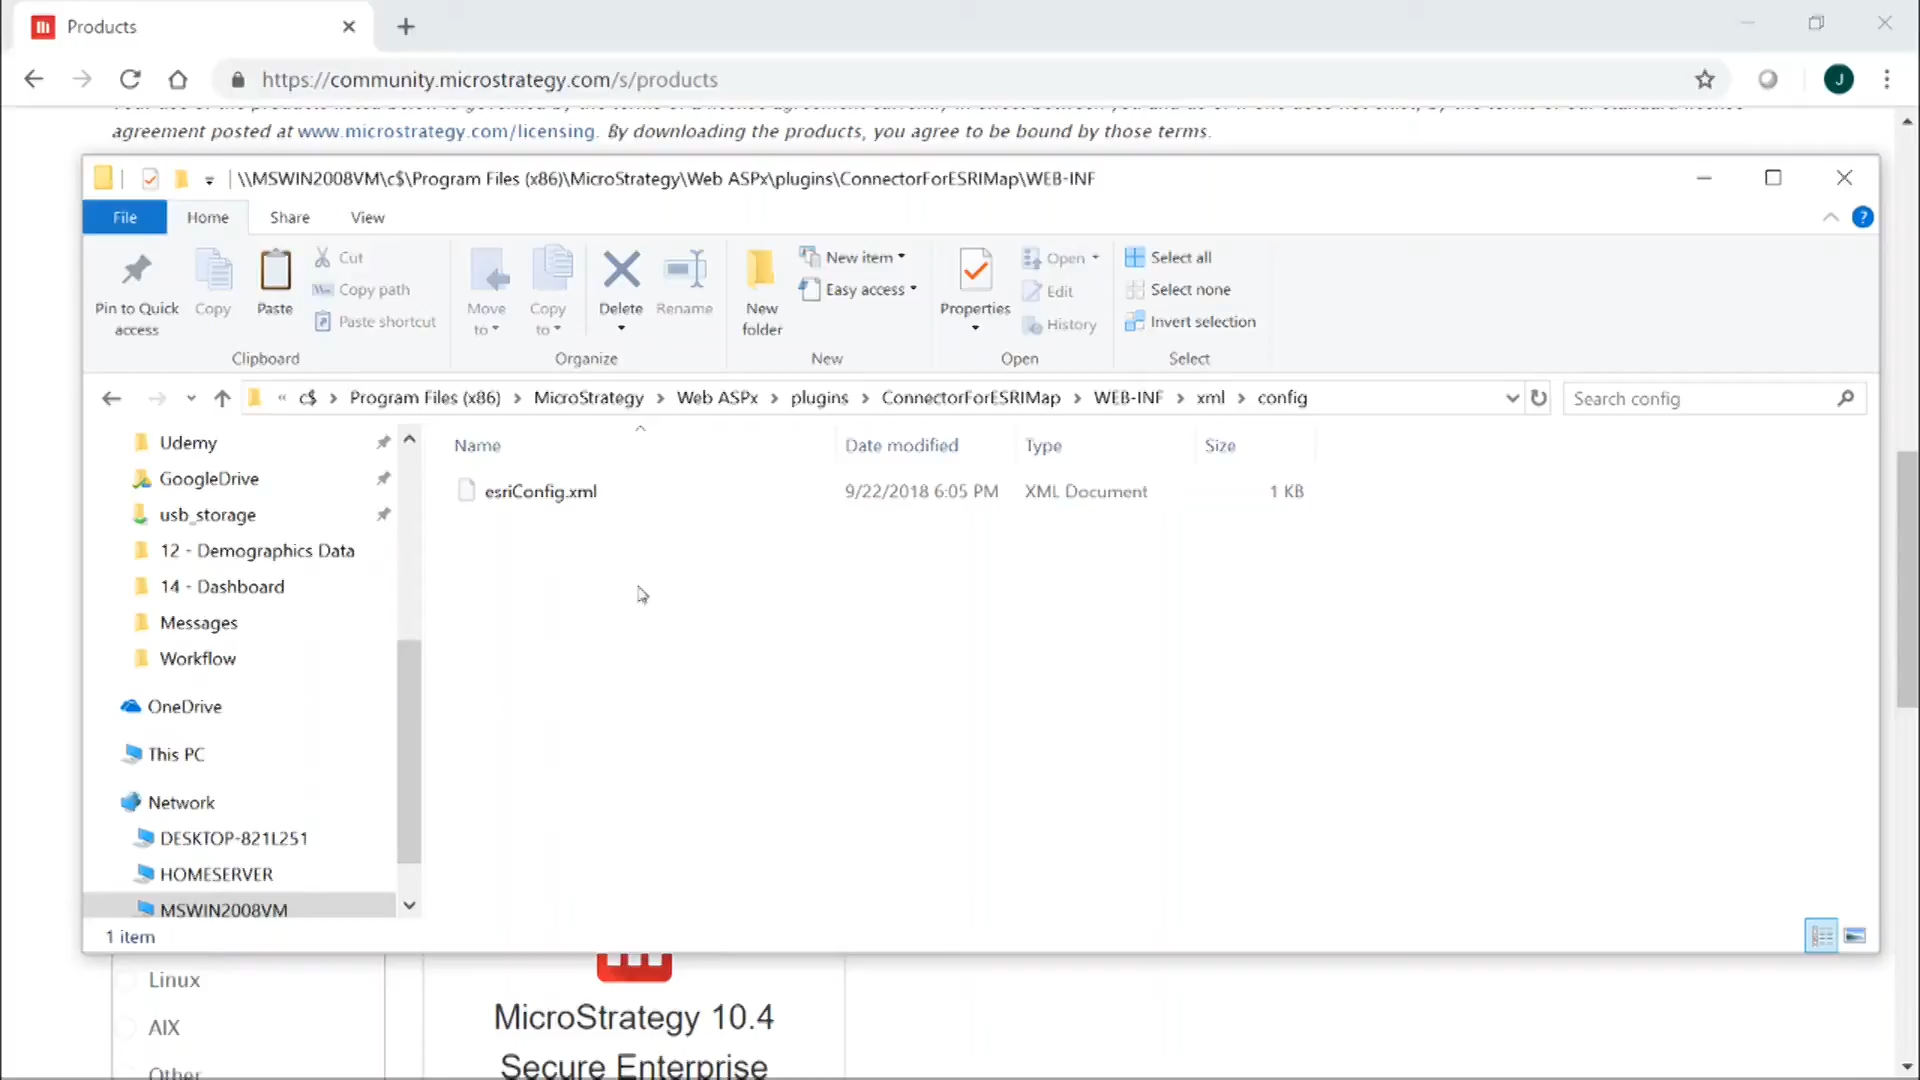 Products
https://community.microstrategy.com/s/products
J
agreement posted at www.microstrategy.com/licensing. By downloading the products, you agree to be bound by those terms.
\\MSWIN2008VM\c$\Program Files (x86)\MicroStrategy\Web ASPx\plugins\ConnectorForESRIMap\WEB-INF
File Home Share View
Pin to Quick access
Copy
Paste
Cut
Copy path
Paste shortcut
Clipboard
Move to
Copy to
Delete
Rename
Organize
New folder
New item
Easy access
New
Properties
Open
Edit
History
Open
Select all
Select none
Invert selection
Select
« c$ > Program Files (x86) > MicroStrategy > Web ASPx > plugins > ConnectorForESRIMap > WEB-INF > xml > config
Search config
Name Date modified Type Size
esriConfig.xml 9/22/2018 6:05 PM XML Document 1 KB
Udemy
GoogleDrive
usb_storage
12 - Demographics Data
14 - Dashboard
Messages
Workflow
OneDrive
This PC
Network
DESKTOP-821L251
HOMESERVER
MSWIN2008VM
1 item
Linux
AIX
Other
MicroStrategy 10.4
Secure Enterprise